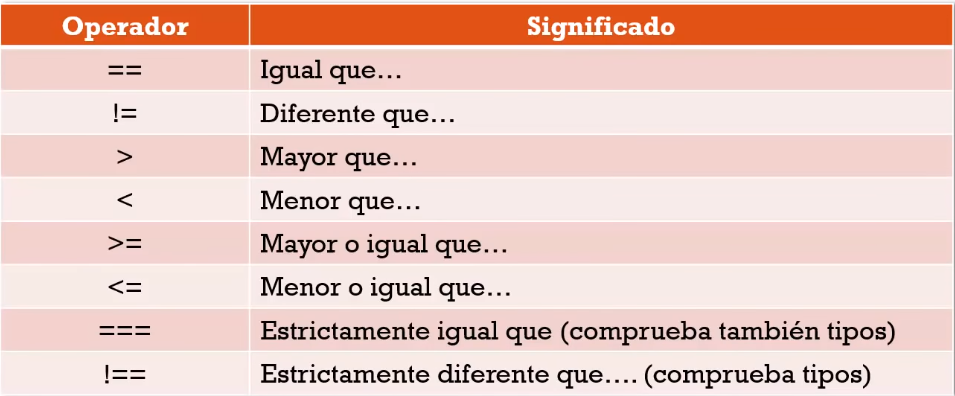 Operador Significado
== Igual que...
!= Diferente que...
> Mayor que...
< Menor que...
>= Mayor o igual que...
<= Menor o igual que...
=== Estrictamente igual que (comprueba también tipos)
!== Estrictamente diferente que.... (comprueba tipos)